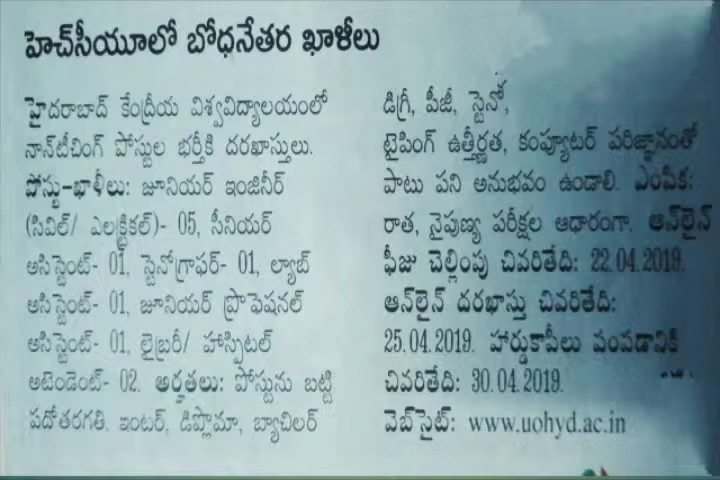 హెచ్‌సీయూలో బోధనేతర ఖాళీలు
హైదరాబాద్ కేంద్రీయ విశ్వవిద్యాలయంలో
నాన్‌టీచింగ్ పోస్టుల భర్తీకి దరఖాస్తులు.
పోస్టు-ఖాళీలు: జూనియర్ ఇంజినీర్
(సివిల్/ ఎలక్ట్రికల్)- 05, సీనియర్
అసిస్టెంట్- 01, స్టెనోగ్రాఫర్- 01, ల్యాబ్
అసిస్టెంట్- 01, జూనియర్ ప్రొఫెషనల్
అసిస్టెంట్- 01, లైబ్రరీ/ హాస్పిటల్
అటెండెంట్- 02. అర్హతలు: పోస్టును బట్టి
పదోతరగతి. ఇంటర్, డిప్లొమా, బ్యాచిలర్
డిగ్రీ, పీజీ, స్టెనో,
టైపింగ్ ఉత్తీర్ణత, కంప్యూటర్ పరిజ్ఞానంతో
పాటు పని అనుభవం ఉండాలి. ఎంపిక:
రాత, నైపుణ్య పరీక్షల ఆధారంగా. ఆన్‌లైన్
ఫీజు చెల్లింపు చివరితేది: 22.04.2019.
ఆన్‌లైన్ దరఖాస్తు చివరితేది:
25.04.2019. హార్డుకాపీలు పంపడానికి
చివరితేది: 30.04.2019.
వెబ్‌సైట్: www.uohyd.ac.in